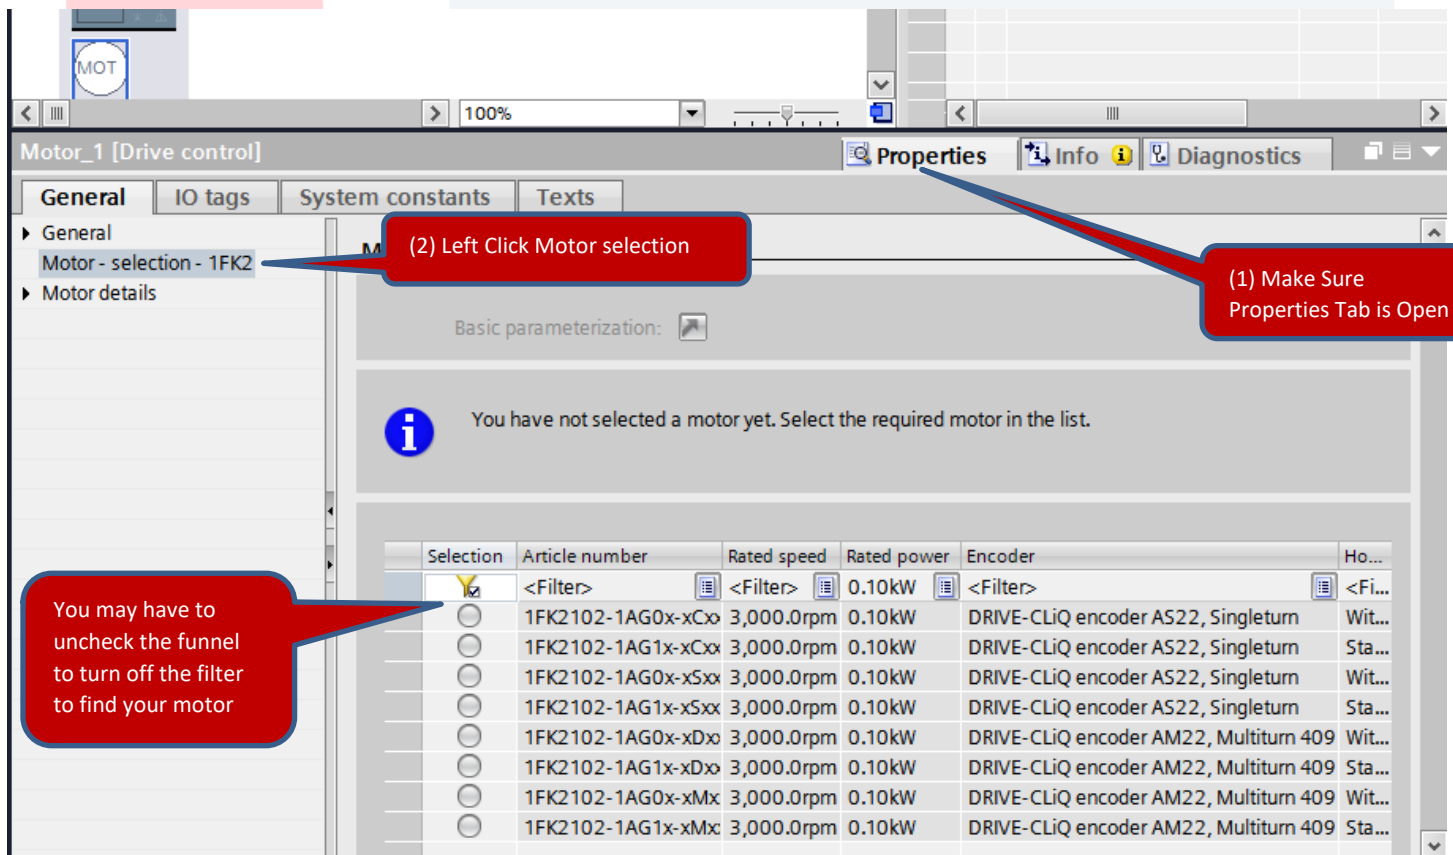 MOT
100%
Motor_1 [Drive control]
Properties
Info
Diagnostics
General
IO tags
System constants
Texts
General
Motor - selection - 1FK2
Motor details
(2) Left Click Motor selection
M
(1) Make Sure
Properties Tab is Open
Basic parameterization:
You have not selected a motor yet. Select the required motor in the list.
You may have to
uncheck the funnel
to turn off the filter
to find your motor
Selection Article number Rated speed Rated power Encoder Ho...
<Filter> <Filter> 0.10kW <Filter> <Fi...
1FK2102-1AG0x-xCxx 3,000.0rpm 0.10kW DRIVE-CLiQ encoder AS22, Singleturn Wit...
1FK2102-1AG1x-xCxx 3,000.0rpm 0.10kW DRIVE-CLiQ encoder AS22, Singleturn Sta...
1FK2102-1AG0x-xSxx 3,000.0rpm 0.10kW DRIVE-CLiQ encoder AS22, Singleturn Wit...
1FK2102-1AG1x-xSxx 3,000.0rpm 0.10kW DRIVE-CLiQ encoder AS22, Singleturn Sta...
1FK2102-1AG0x-xDxx 3,000.0rpm 0.10kW DRIVE-CLiQ encoder AM22, Multiturn 409 Wit...
1FK2102-1AG1x-xDxx 3,000.0rpm 0.10kW DRIVE-CLiQ encoder AM22, Multiturn 409 Sta...
1FK2102-1AG0x-xMx 3,000.0rpm 0.10kW DRIVE-CLiQ encoder AM22, Multiturn 409 Wit...
1FK2102-1AG1x-xMx 3,000.0rpm 0.10kW DRIVE-CLiQ encoder AM22, Multiturn 409 Sta...